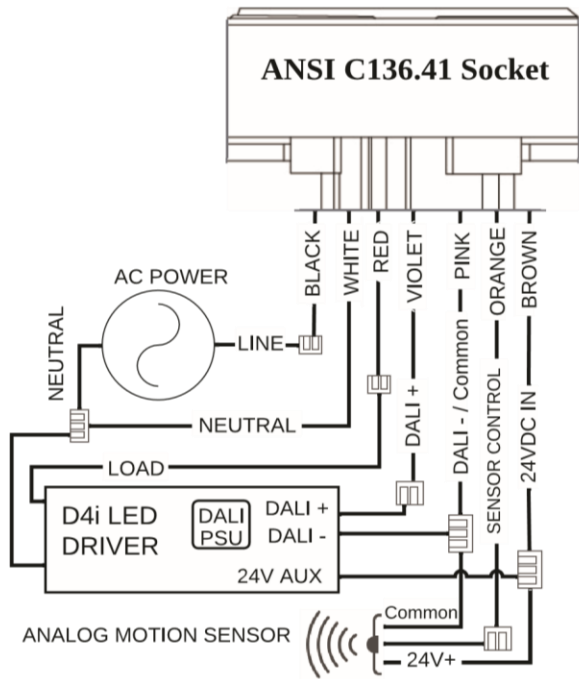 ANSI C136.41 Socket
BLACK
WHITE
RED
VIOLET
PINK
ORANGE
BROWN
AC POWER
NEUTRAL
LINE
NEUTRAL
LOAD
DALI +
DALI - / Common
SENSOR CONTROL
24VDC IN
D4i LED
DRIVER
DALI
PSU
DALI +
DALI -
24V AUX
ANALOG MOTION SENSOR
Common
24V+